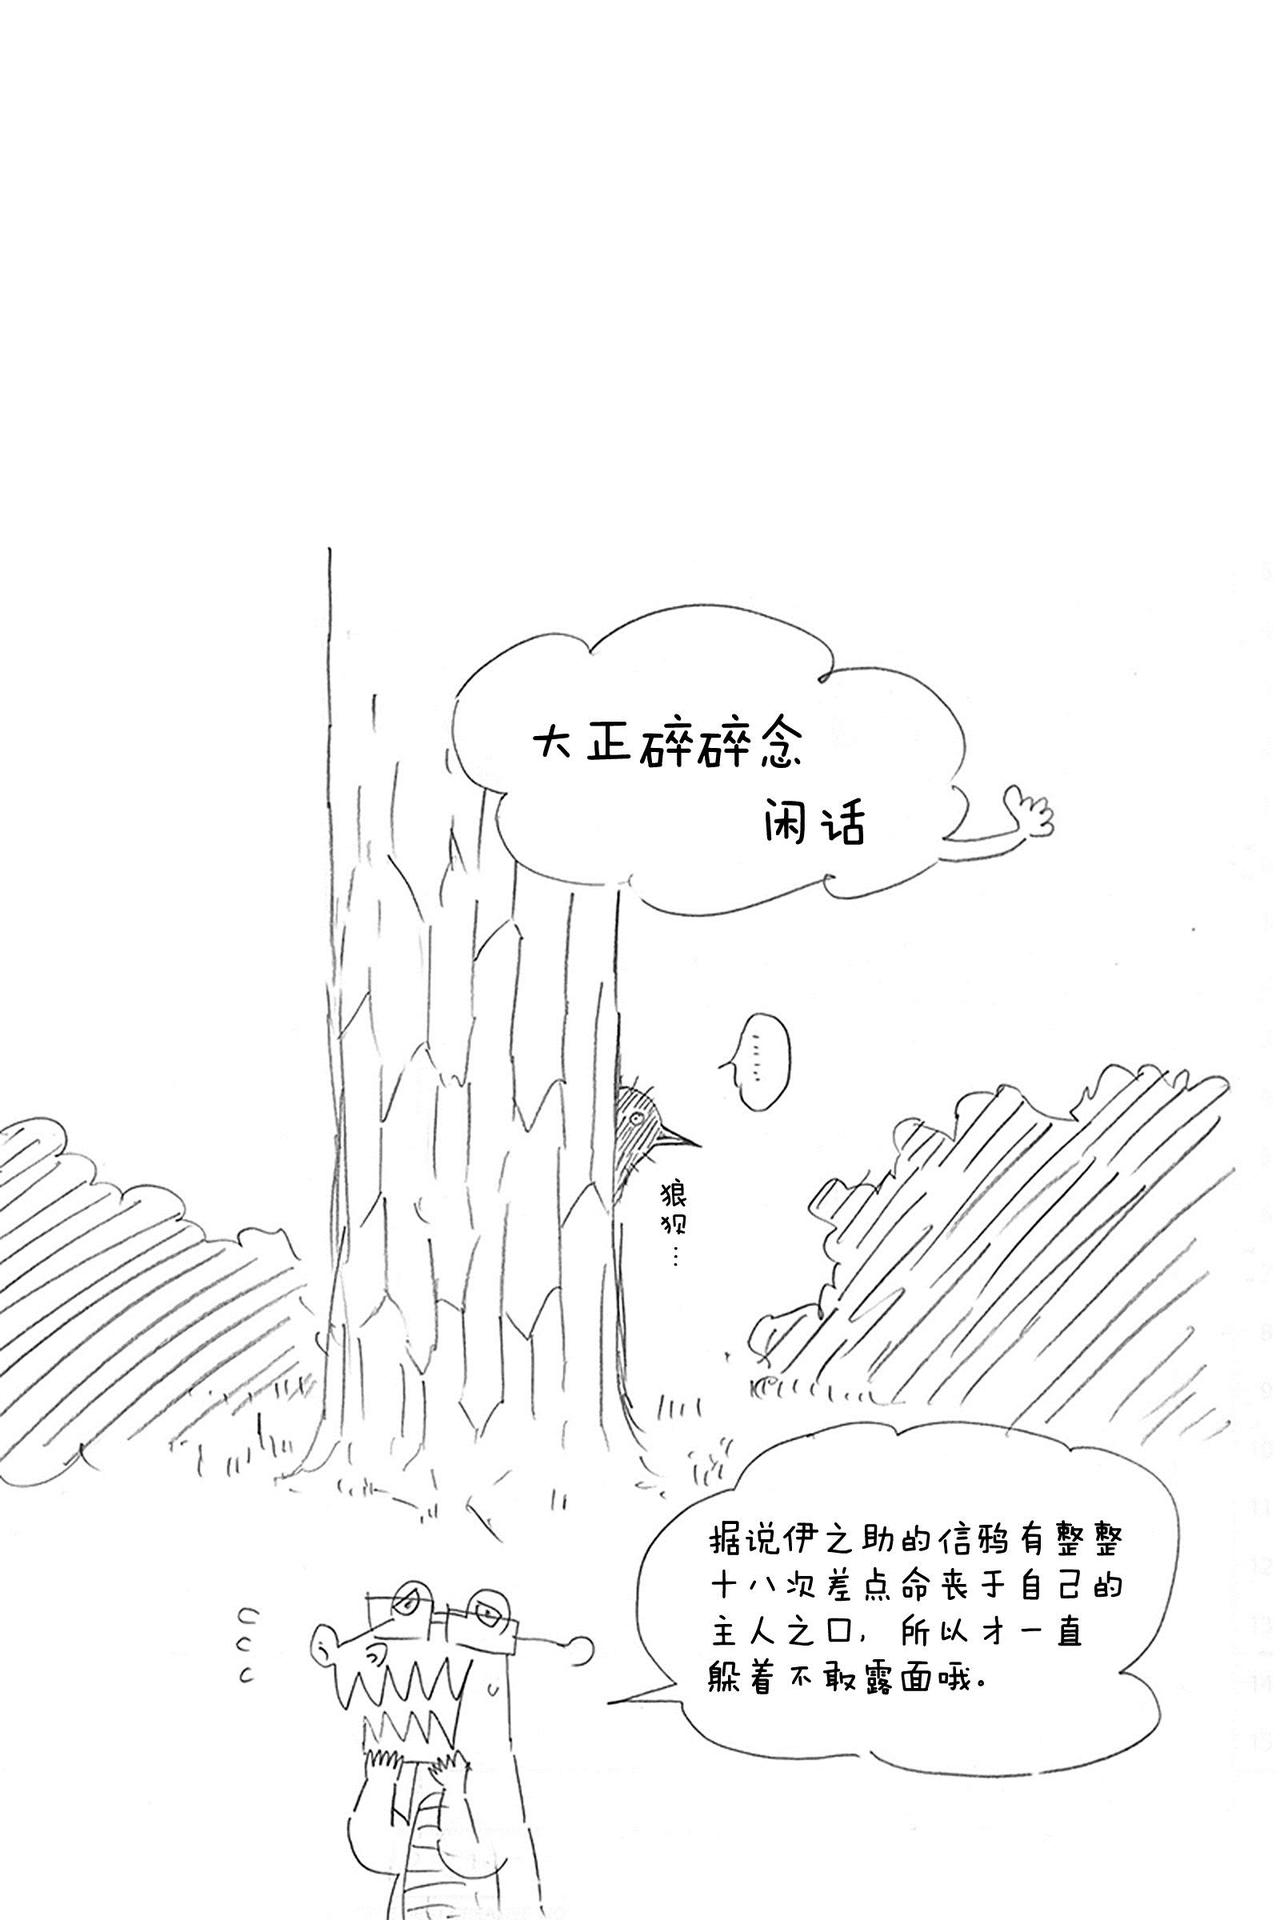 大正碎碎念
闲话
……
狼狈…
据说伊之助的信鸦有整整
十八次差点命丧于自己的
主人之口，所以才一直
躲着不敢露面哦。